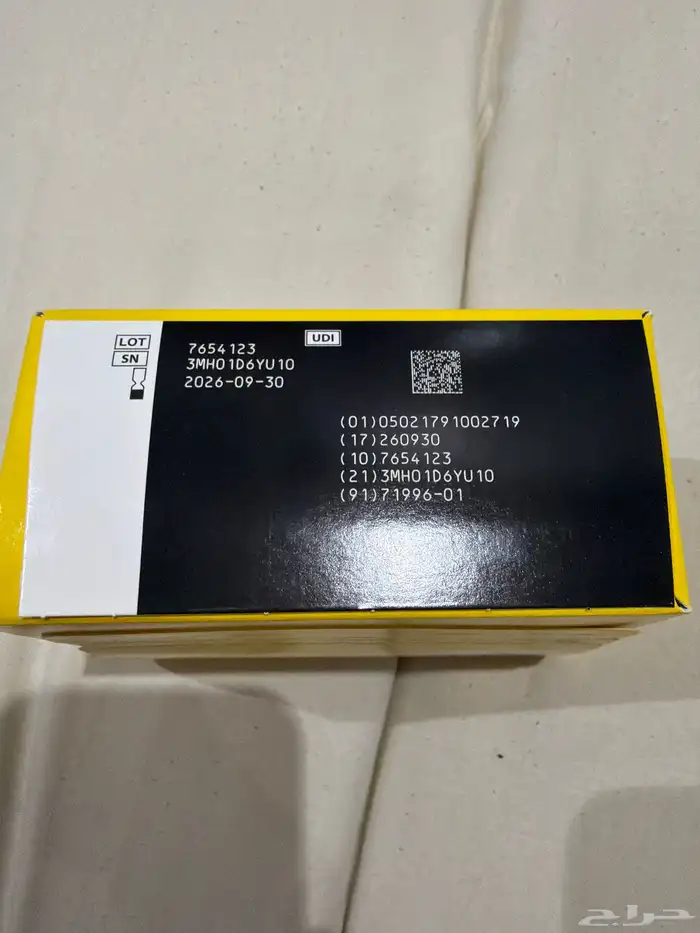 LOT
SN
7654123
3MH01D6YU10
2026-09-30
UDI
(01)05021791002719
(17)260930
(10)7654123
(21)3MH01D6YU10
(91)71996-01
حراج